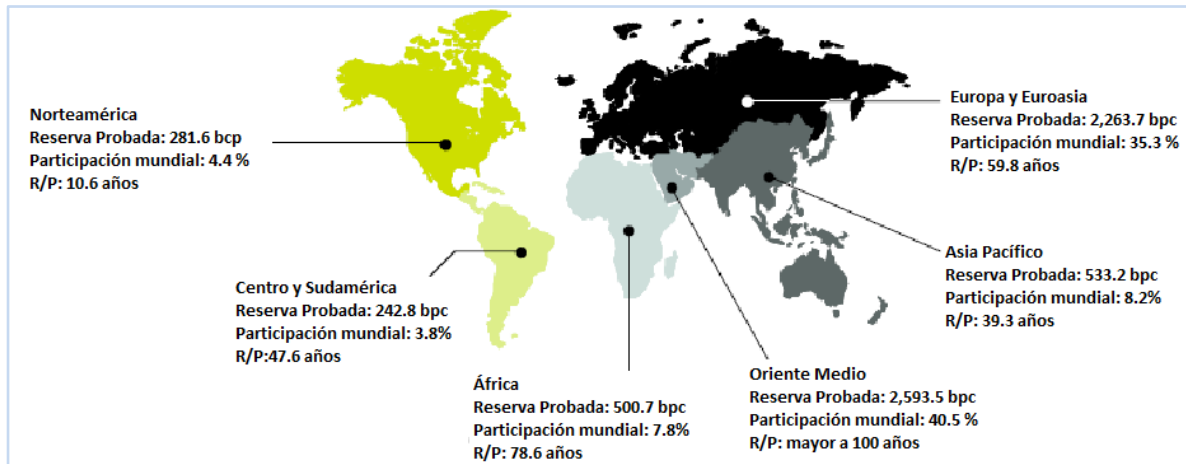 Norteamérica
Reserva Probada: 281.6 bcp
Participación mundial: 4.4 %
R/P: 10.6 años
Europa y Euroasia
Reserva Probada: 2,263.7 bpc
Participación mundial: 35.3 %
R/P: 59.8 años
Centro y Sudamérica
Reserva Probada: 242.8 bpc
Participación mundial: 3.8%
R/P:47.6 años
Asia Pacífico
Reserva Probada: 533.2 bpc
Participación mundial: 8.2%
R/P: 39.3 años
África
Reserva Probada: 500.7 bpc
Participación mundial: 7.8%
R/P: 78.6 años
Oriente Medio
Reserva Probada: 2,593.5 bpc
Participación mundial: 40.5 %
R/P: mayor a 100 años